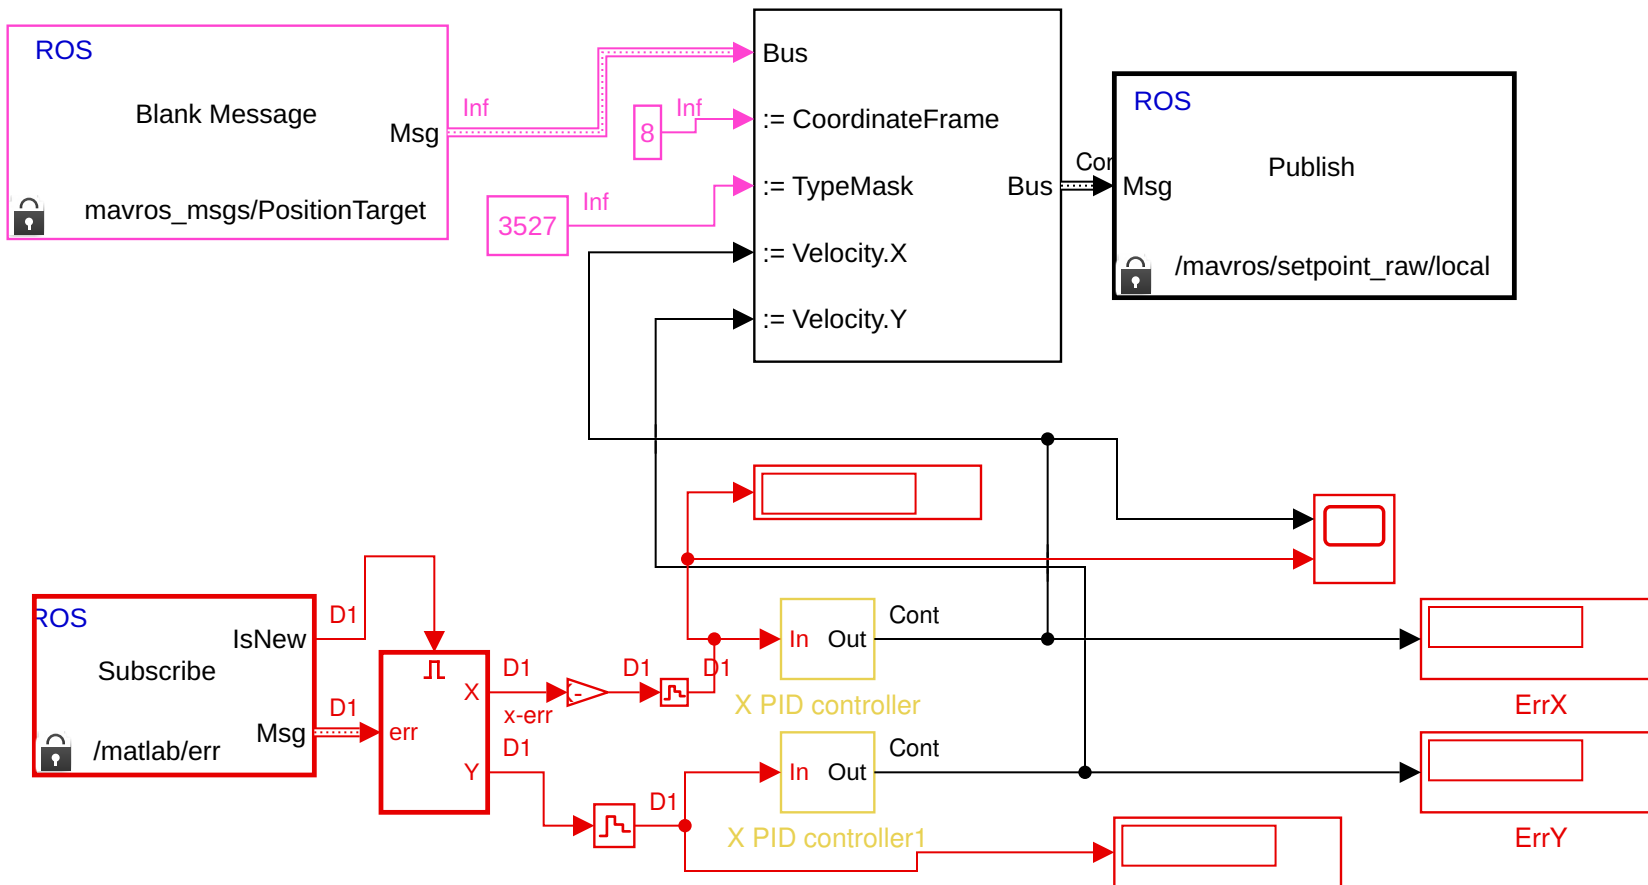 ROS
Blank Message
Msg
mavros_msgs/PositionTarget
Inf
8
Inf
3527
Inf
Bus
:= CoordinateFrame
:= TypeMask
:= Velocity.X
:= Velocity.Y
Bus
ROS
Publish
Msg
/mavros/setpoint_raw/local
ROS
Subscribe
IsNew
Msg
/matlab/err
D1
D1
err
X
Y
D1
x-err
D1
-
D1
D1
D1
In
Out
Cont
X PID controller
In
Out
Cont
X PID controller1
ErrX
ErrY